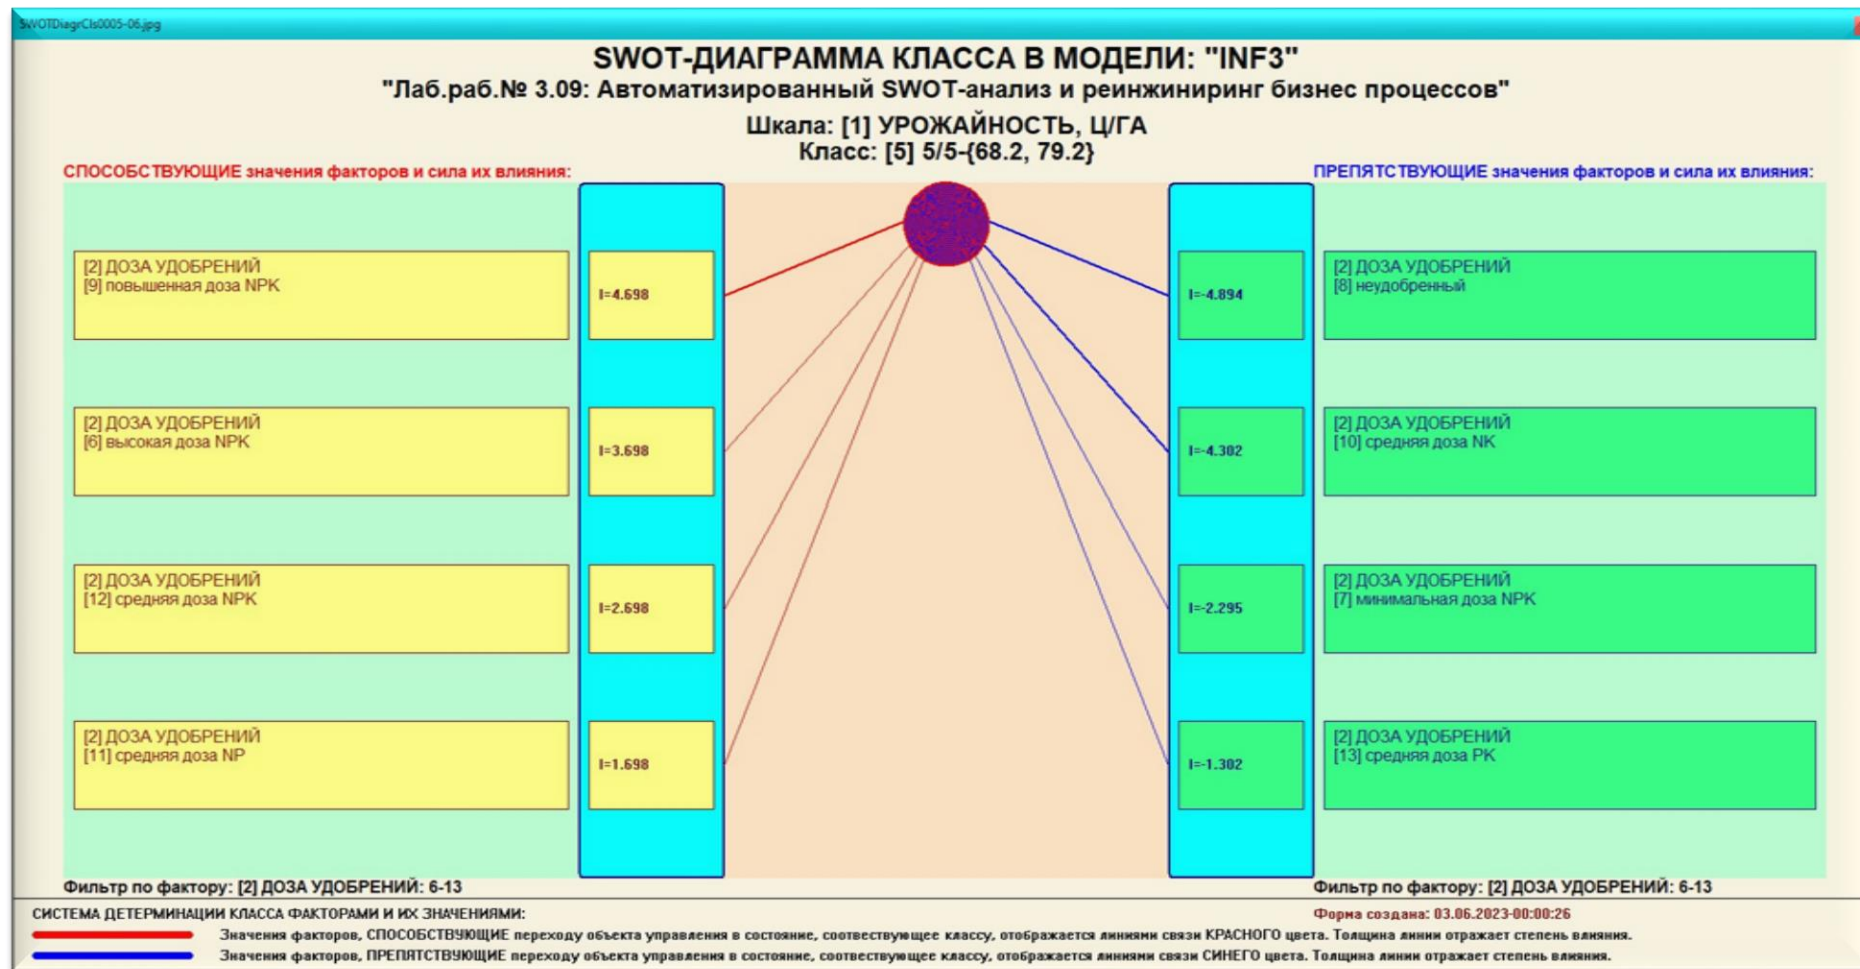 SWOTDiagrCls0005-06.jpg
SWOT-ДИАГРАММА КЛАССА В МОДЕЛИ: "INF3"
"Лаб.раб.№ 3.09: Автоматизированный SWOT-анализ и реинжиниринг бизнес процессов"
Шкала: [1] УРОЖАЙНОСТЬ, Ц/ГА
Класс: [5] 5/5-{68.2, 79.2}
СПОСОБСТВУЮЩИЕ значения факторов и сила их влияния:
[2] ДОЗА УДОБРЕНИЙ
[9] повышенная доза NPK
I=4.698
[2] ДОЗА УДОБРЕНИЙ
[6] высокая доза NPK
I=3.698
[2] ДОЗА УДОБРЕНИЙ
[12] средняя доза NPK
I=2.698
[2] ДОЗА УДОБРЕНИЙ
[11] средняя доза NP
I=1.698
Фильтр по фактору: [2] ДОЗА УДОБРЕНИЙ: 6-13
ПРЕПЯТСТВУЮЩИЕ значения факторов и сила их влияния:
I=-4.894
[2] ДОЗА УДОБРЕНИЙ
[8] неудобренный
I=-4.302
[2] ДОЗА УДОБРЕНИЙ
[10] средняя доза NK
I=-2.295
[2] ДОЗА УДОБРЕНИЙ
[7] минимальная доза NPK
I=-1.302
[2] ДОЗА УДОБРЕНИЙ
[13] средняя доза PK
Фильтр по фактору: [2] ДОЗА УДОБРЕНИЙ: 6-13
СИСТЕМА ДЕТЕРМИНАЦИИ КЛАССА ФАКТОРАМИ И ИХ ЗНАЧЕНИЯМИ:
Форма создана: 03.06.2023-00:00:26
Значения факторов, СПОСОБСТВУЮЩИЕ переходу объекта управления в состояние, соотвествующее классу, отображается линиями связи КРАСНОГО цвета. Толщина линии отражает степень влияния.
Значения факторов, ПРЕПЯТСТВУЮЩИЕ переходу объекта управления в состояние, соотвествующее классу, отображается линиями связи СИНЕГО цвета. Толщина линии отражает степень влияния.